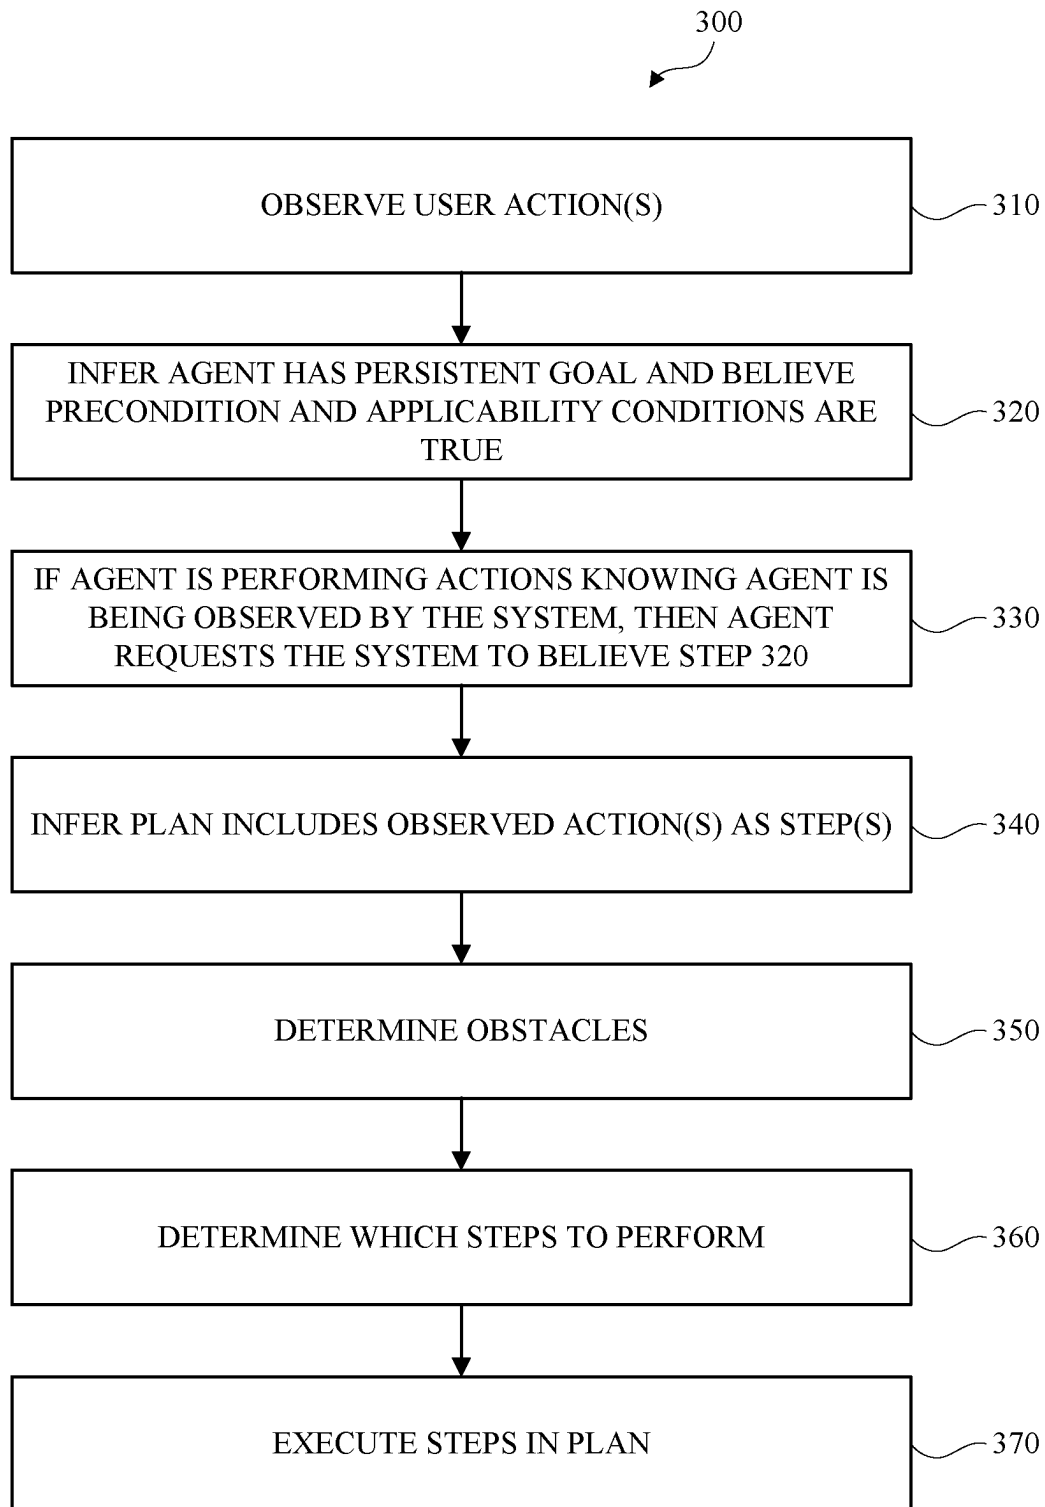 300
OBSERVE USER ACTION(S)
310
INFER AGENT HAS PERSISTENT GOAL AND BELIEVE
PRECONDITION AND APPLICABILITY CONDITIONS ARE
TRUE
320
IF AGENT IS PERFORMING ACTIONS KNOWING AGENT IS
BEING OBSERVED BY THE SYSTEM, THEN AGENT
REQUESTS THE SYSTEM TO BELIEVE STEP 320
330
INFER PLAN INCLUDES OBSERVED ACTION(S) AS STEP(S)
340
DETERMINE OBSTACLES
350
DETERMINE WHICH STEPS TO PERFORM
360
EXECUTE STEPS IN PLAN
370